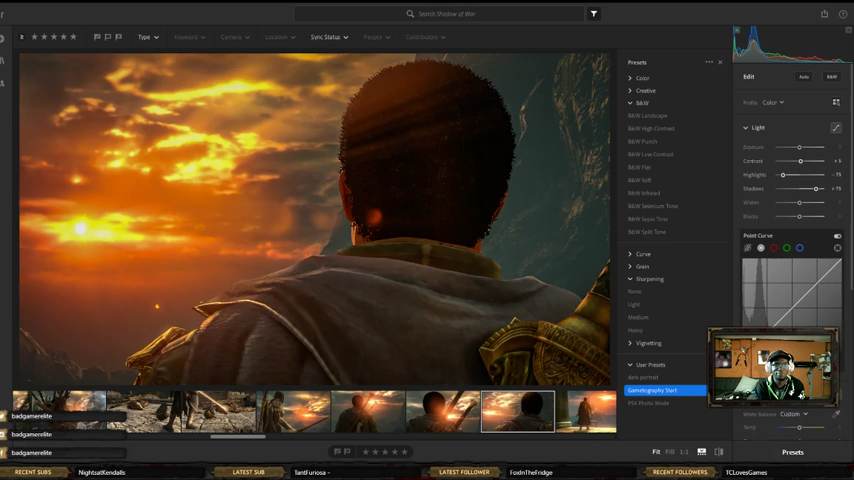 Search Shadow of War
≥
Type
Keyword
Camera
Location
Sync Status
People
Contributors
Presets
Color
Creative
B&W
B&W Landscape
B&W High Contrast
B&W Punch
B&W Low Contrast
B&W Flat
B&W Soft
B&W Infrared
B&W Selenium Tone
B&W Sepia Tone
B&W Split Tone
Curve
Grain
Sharpening
None
Light
Medium
Heavy
Vignetting
User Presets
dark portrait
Gametography Start
PS4 Photo Mode
Edit
Auto
B&W
Profile
Color
Light
Exposure
0
Contrast
+ 5
Highlights
- 75
Shadows
+ 75
Whites
0
Blacks
0
Point Curve
White Balance
Custom
Temp
badgamerelite
badgamerelite
badgamerelite
Fit
Fill
1:1
Presets
RECENT SUBS
NightsatKendalls
LATEST SUB
TantFuriosa -
LATEST FOLLOWER
FoxInTheFridge
RECENT FOLLOWERS
TCLovesGames